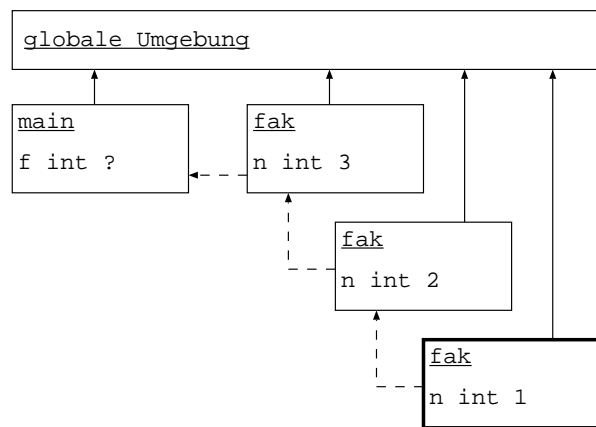 globale Umgebung
main
f int ?
fak
n int 3
fak
n int 2
fak
n int 1